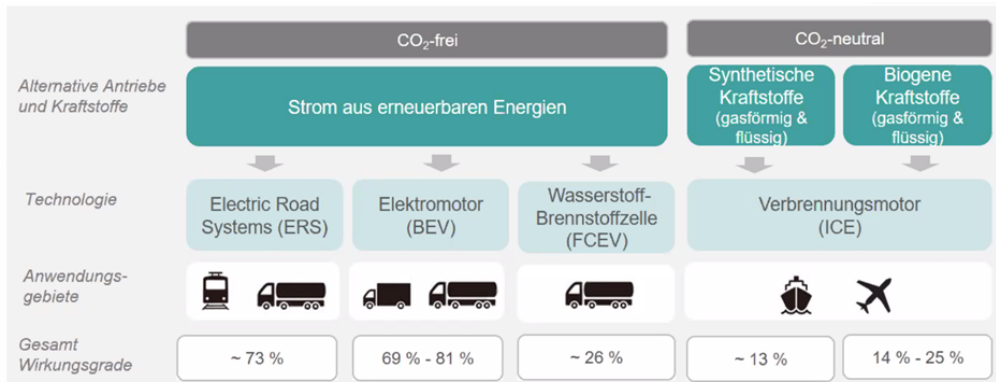 CO₂-frei
CO₂-neutral
Alternative Antriebe
und Kraftstoffe
Strom aus erneuerbaren Energien
Synthetische
Kraftstoffe
(gasförmig &
flüssig)
Biogene
Kraftstoffe
(gasförmig &
flüssig)
Technologie
Electric Road
Systems (ERS)
Elektromotor
(BEV)
Wasserstoff-
Brennstoffzelle
(FCEV)
Verbrennungsmotor
(ICE)
Anwendungs-
gebiete
Gesamt
Wirkungsgrade
~ 73 %
69 % - 81 %
~ 26 %
~ 13 %
14 % - 25 %